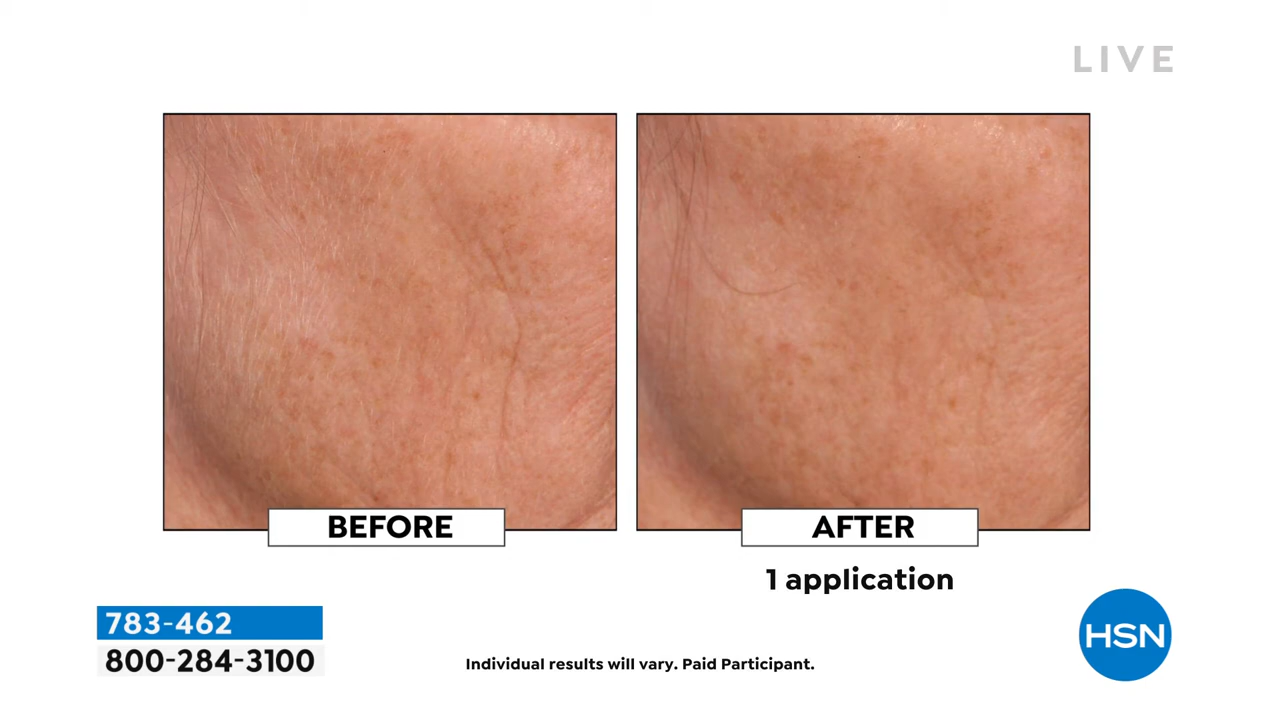 LIVE
BEFORE
AFTER
1 application
783-462
800-284-3100
Individual results will vary. Paid Participant.
HSN